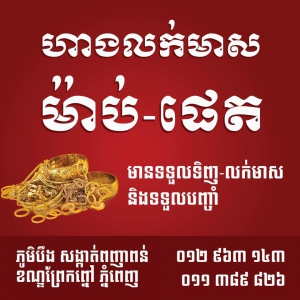 ហាងលក់មាស
ម៉ាប់-ផេត
មានទទួលទិញ-លក់មាស
និងទទួលបញ្ចាំ
ភូមិបឹង សង្កាត់ពញាពន់
ខណ្ឌព្រែកព្នៅ ភ្នំពេញ
០១២ ៩៦៣ ១៤៣
០១១ ៣៨៩ ៨២៦